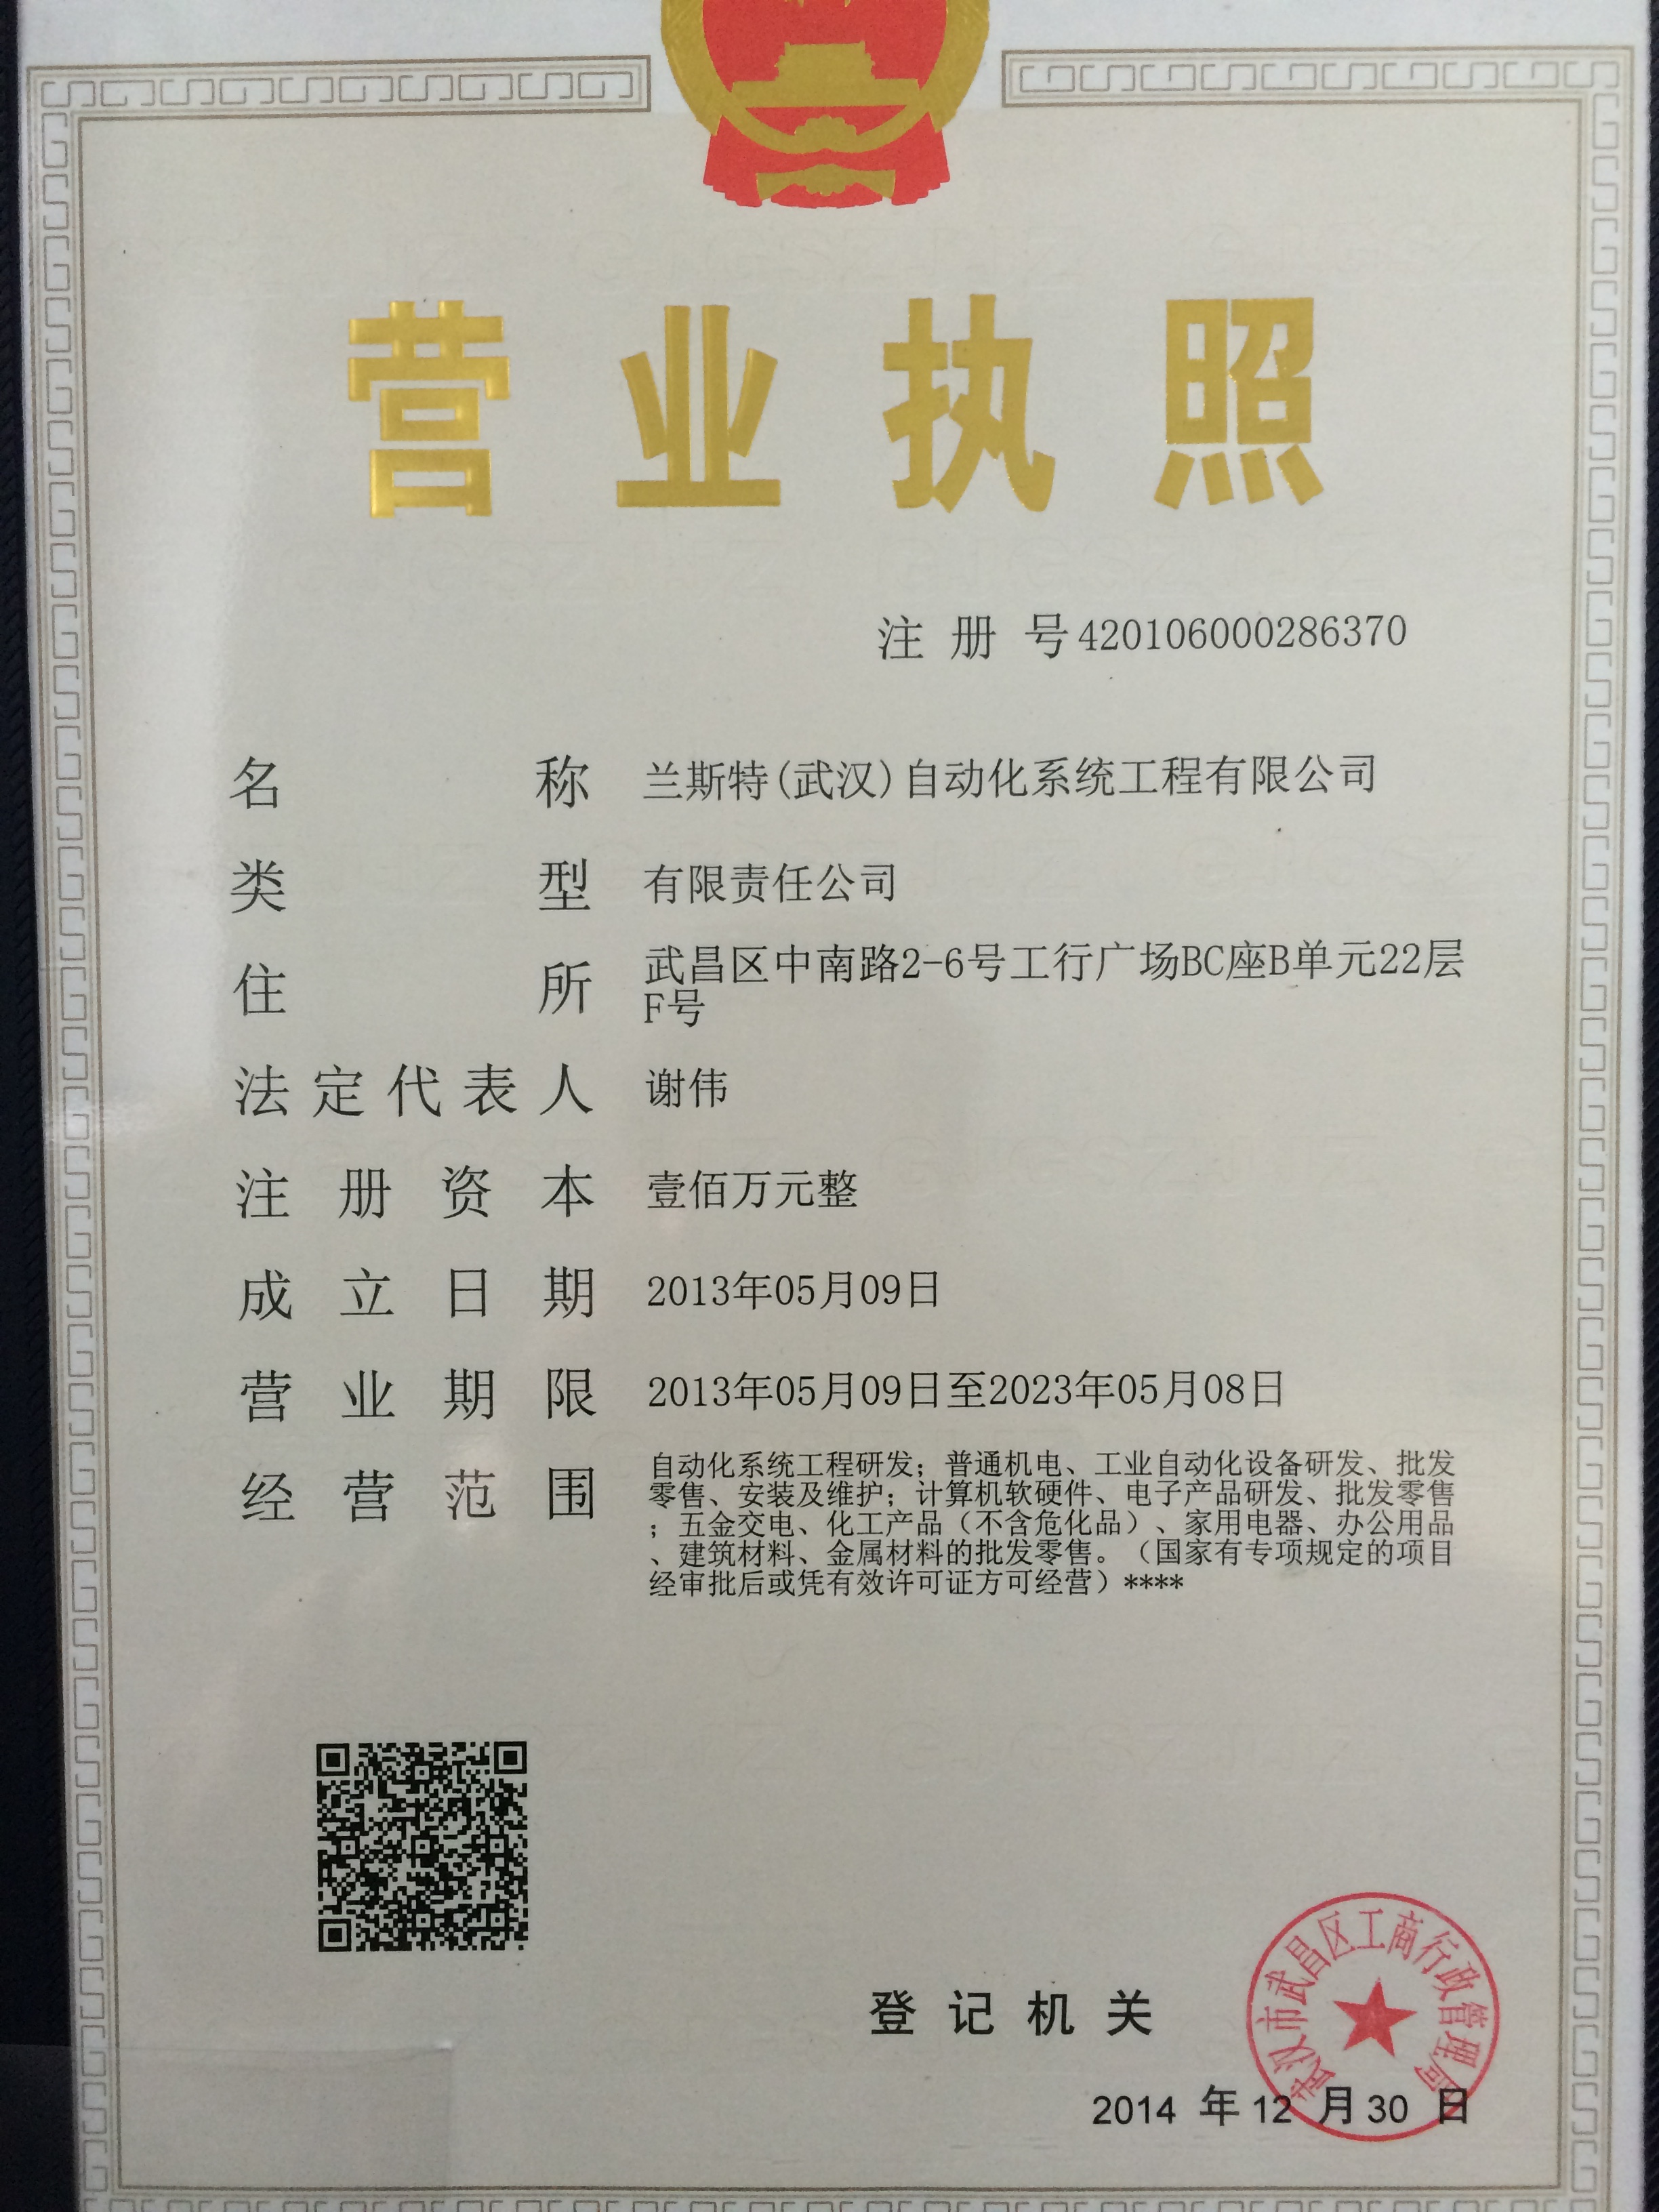 营业执照
注册号420106000286370
名称 兰斯特(武汉)自动化系统工程有限公司
类型 有限责任公司
住所 武昌区中南路2-6号工行广场BC座B单元22层
F号
法定代表人 谢伟
注册资本 壹佰万元整
成立日期 2013年05月09日
营业期限 2013年05月09日至2023年05月08日
经营范围 自动化系统工程研发；普通机电、工业自动化设备研发、批发
零售、安装及维护；计算机软硬件、电子产品研发、批发零售
；五金交电、化工产品（不含危化品）、家用电器、办公用品
、建筑材料、金属材料的批发零售。（国家有专项规定的项目
经审批后或凭有效许可证方可经营）****
登记机关
武汉市武昌区工商行政管理局
2014 年 12 月 30 日